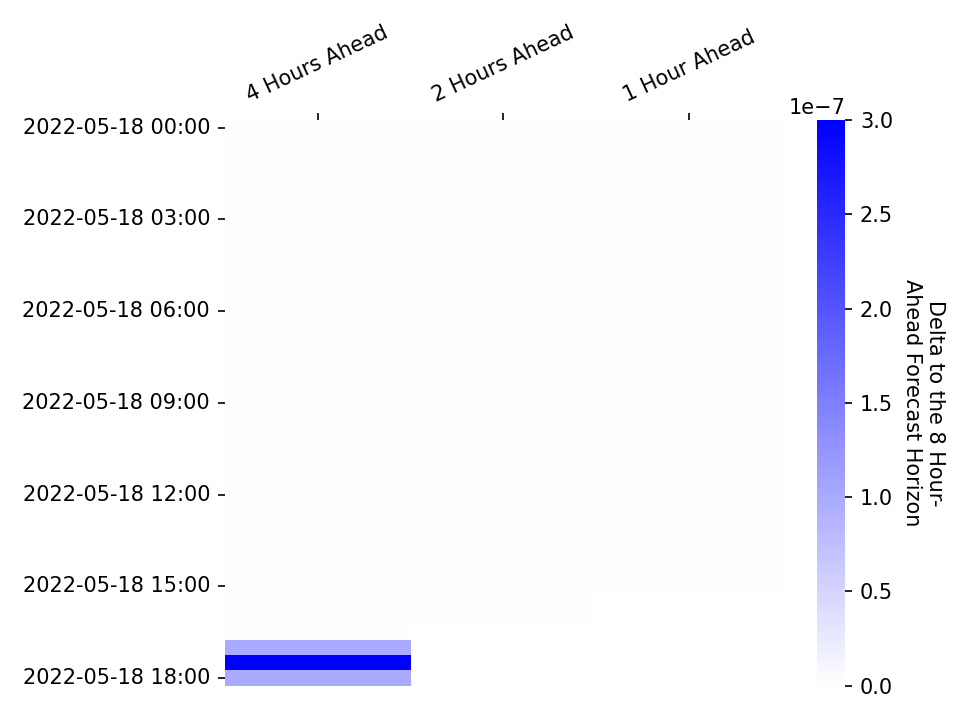 4 Hours Ahead
2 Hours Ahead
1 Hour Ahead
2022-05-18 00:00
2022-05-18 03:00
2022-05-18 06:00
2022-05-18 09:00
2022-05-18 12:00
2022-05-18 15:00
2022-05-18 18:00
1e−7
3.0
2.5
2.0
1.5
1.0
0.5
0.0
Delta to the 8 Hour-
Ahead Forecast Horizon